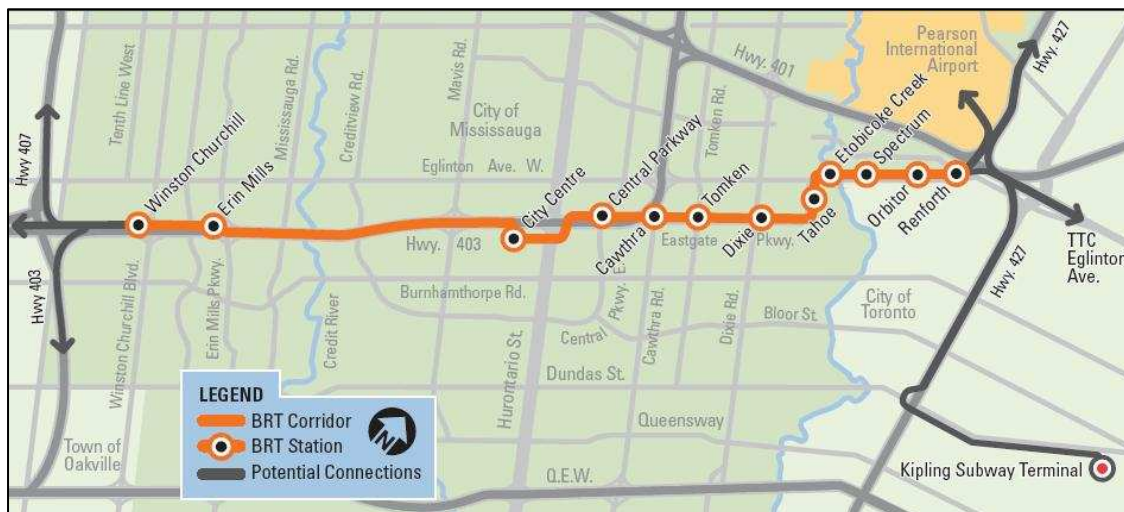 Pearson
International
Airport
Hwy. 427
Hwy. 401
Tenth Line West
Mississauga Rd.
Creditview Rd.
Mavis Rd.
City of
Mississauga
Eglinton Ave. W.
Tomken Rd.
Hwy 407
Winston Churchill
Erin Mills
City Centre
Central Parkway
Cawthra
Tomken
Dixie
Tahoe
Etobicoke Creek
Spectrum
Orbitor
Renforth
Hwy. 403
Eastgate Pkwy.
TTC
Eglinton
Ave.
Hwy 403
Winston Churchill Blvd.
Erin Mills Pkwy.
Credit River
Burnhamthorpe Rd.
Hurontario St.
Central Pkwy. E.
Cawthra Rd.
Dixie Rd.
Bloor St.
City of
Toronto
Hwy. 427
Dundas St.
Queensway
Q.E.W.
Town of
Oakville
LEGEND
BRT Corridor
BRT Station
Potential Connections
N
Kipling Subway Terminal